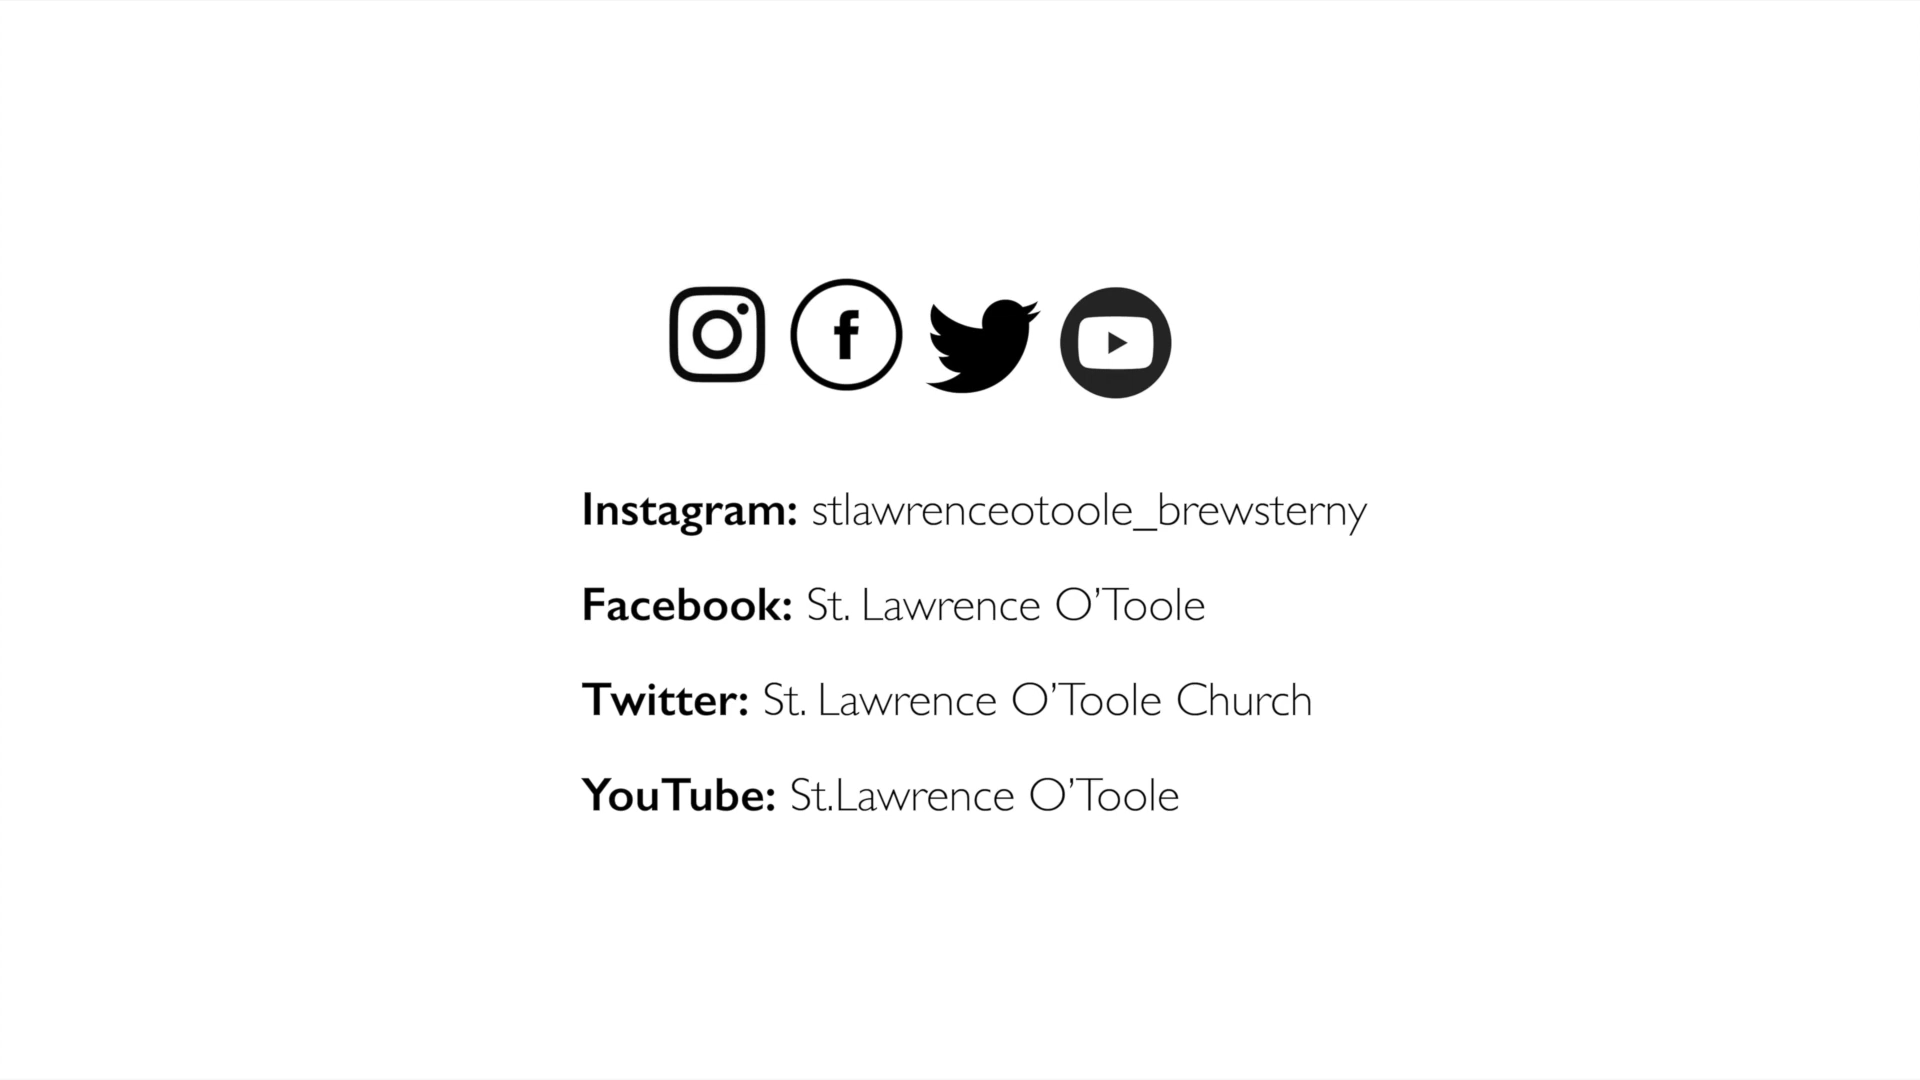 Instagram: stlawrenceotoole_brewsterny
Facebook: St. Lawrence O’Toole
Twitter: St. Lawrence O’Toole Church
YouTube: St.Lawrence O’Toole